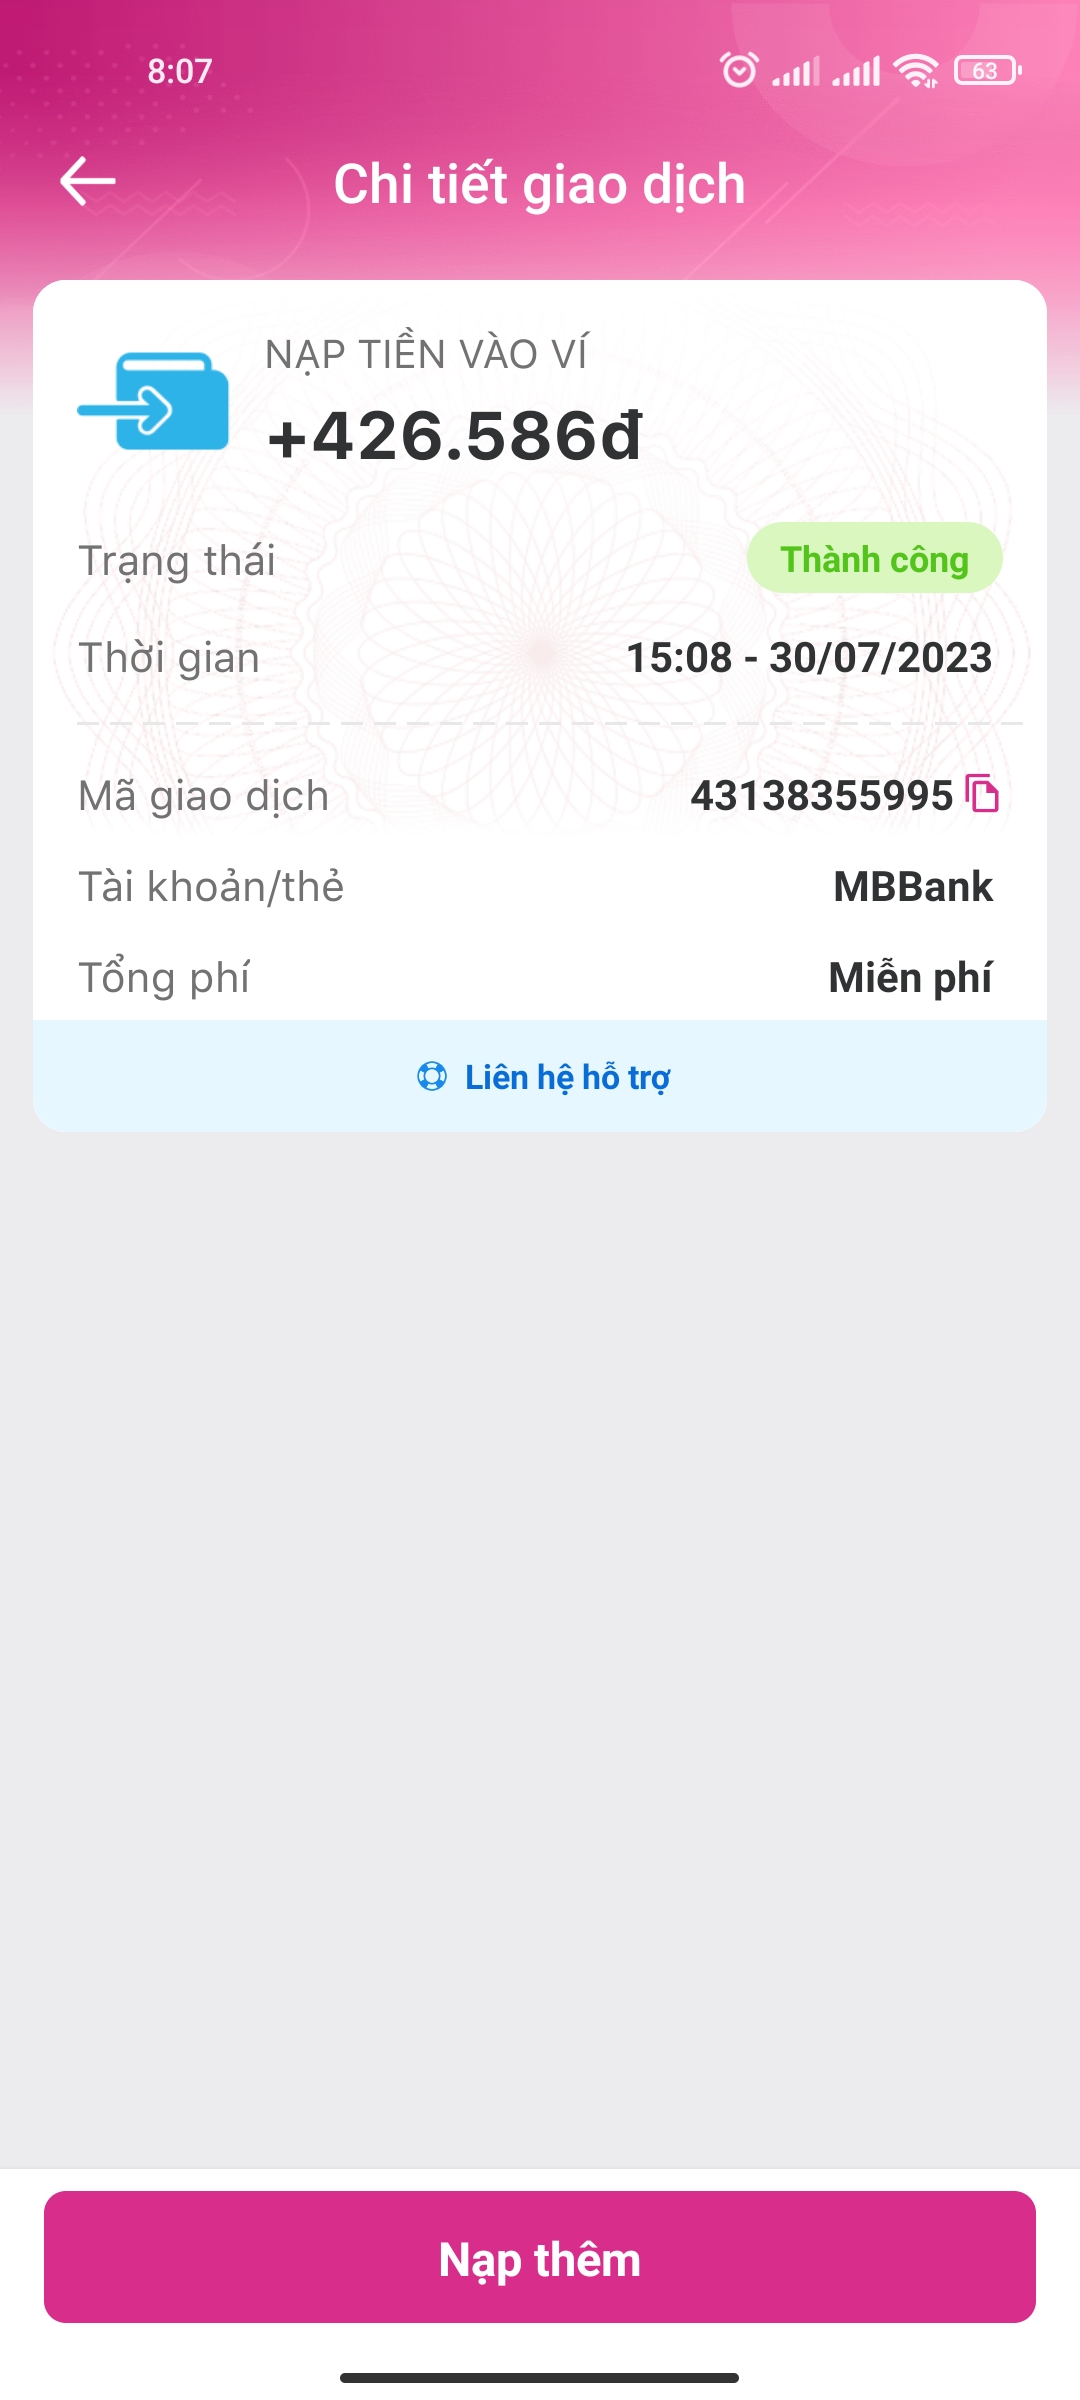 8:07
63
Chi tiết giao dịch
NẠP TIỀN VÀO VÍ
+426.586đ
Trạng thái Thành công
Thời gian 15:08 - 30/07/2023
Mã giao dịch 43138355995
Tài khoản/thẻ MBBank
Tổng phí Miễn phí
Liên hệ hỗ trợ
Nạp thêm